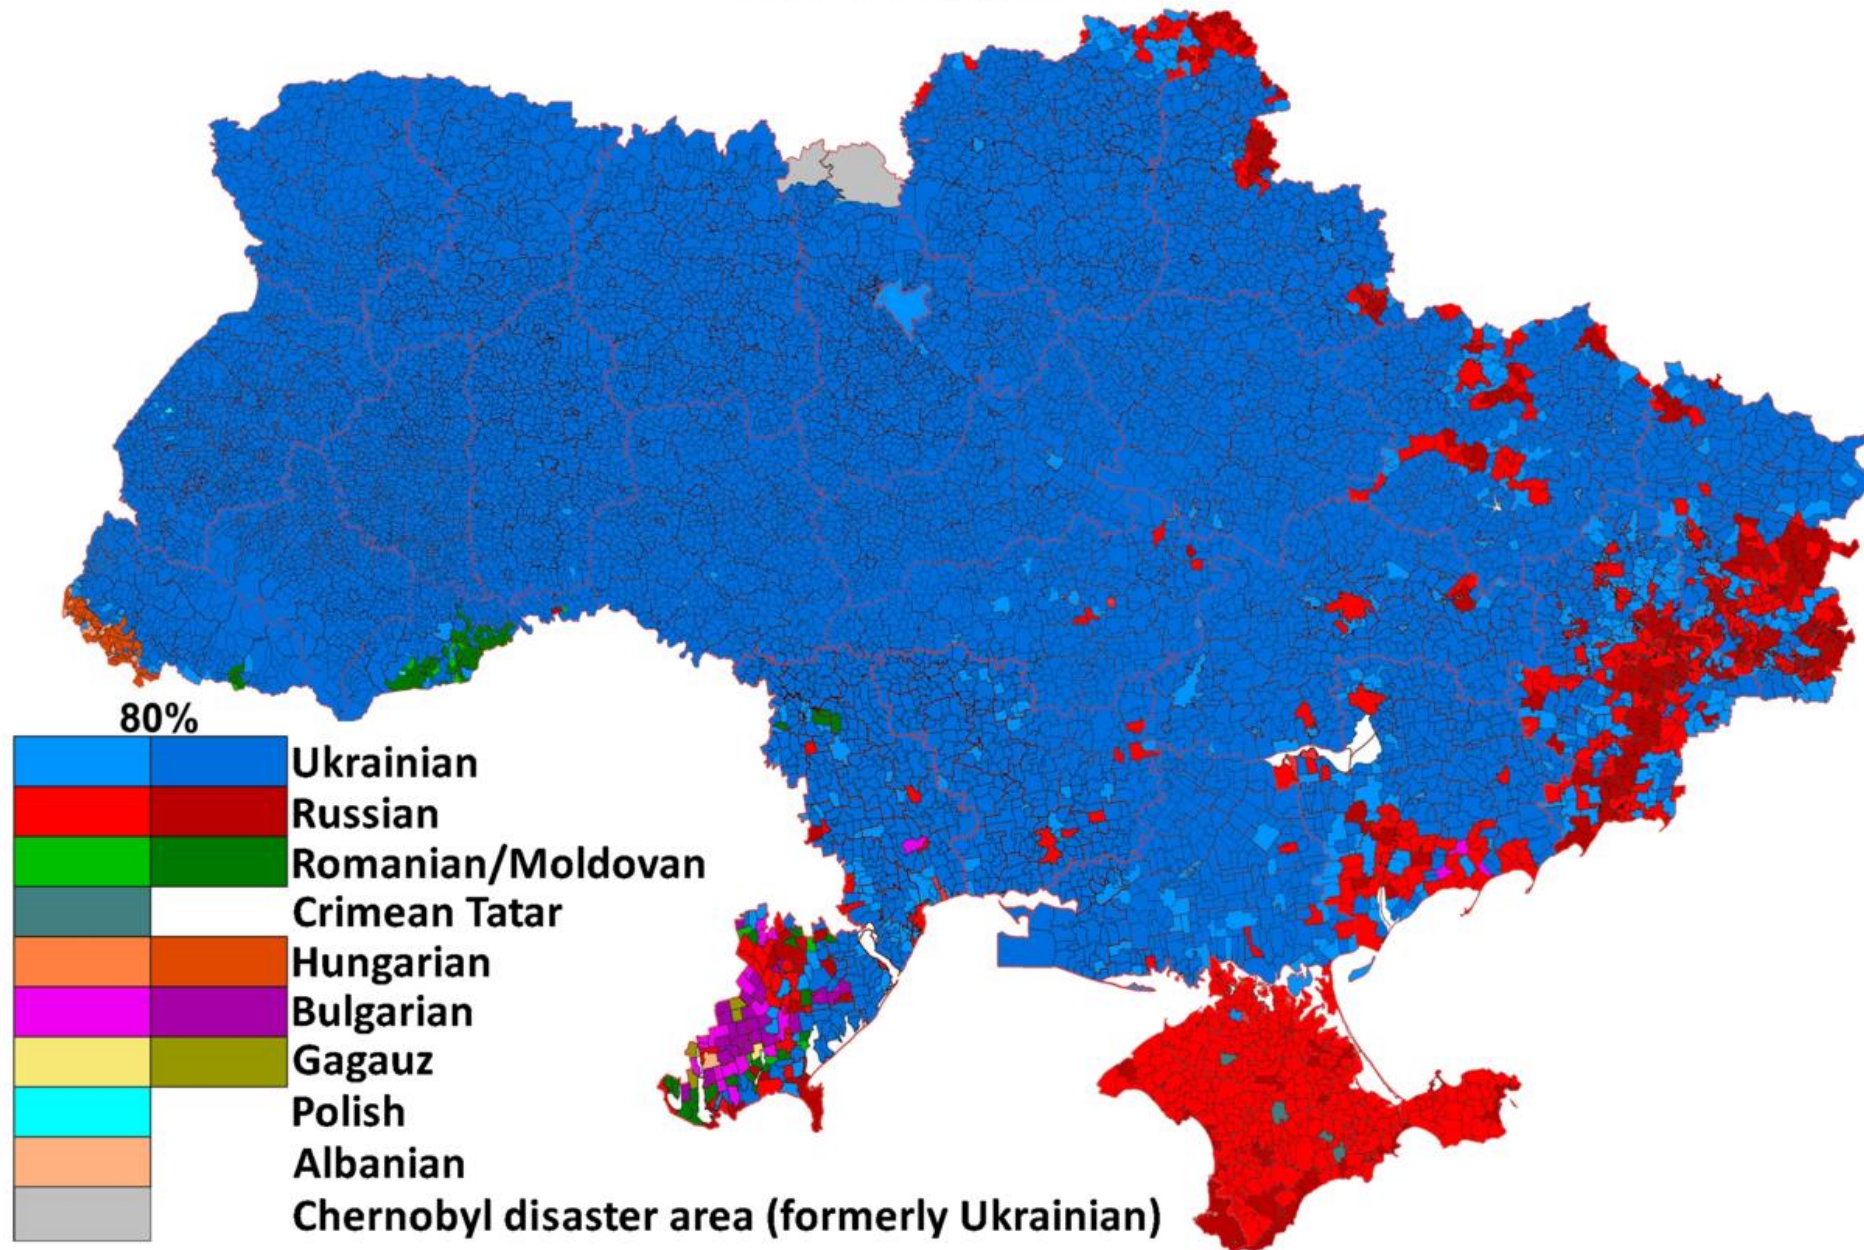 80%
Ukrainian
Russian
Romanian/Moldovan
Crimean Tatar
Hungarian
Bulgarian
Gagauz
Polish
Albanian
Chernobyl disaster area (formerly Ukrainian)